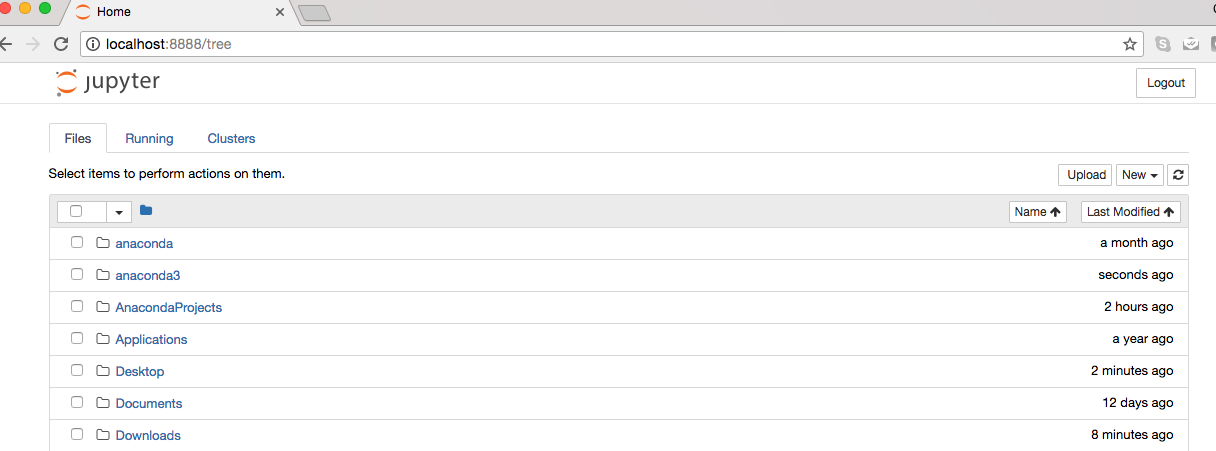 Home
localhost:8888/tree
jupyter
Logout
Files Running Clusters
Select items to perform actions on them.
Upload New
Name Last Modified
anaconda a month ago
anaconda3 seconds ago
AnacondaProjects 2 hours ago
Applications a year ago
Desktop 2 minutes ago
Documents 12 days ago
Downloads 8 minutes ago